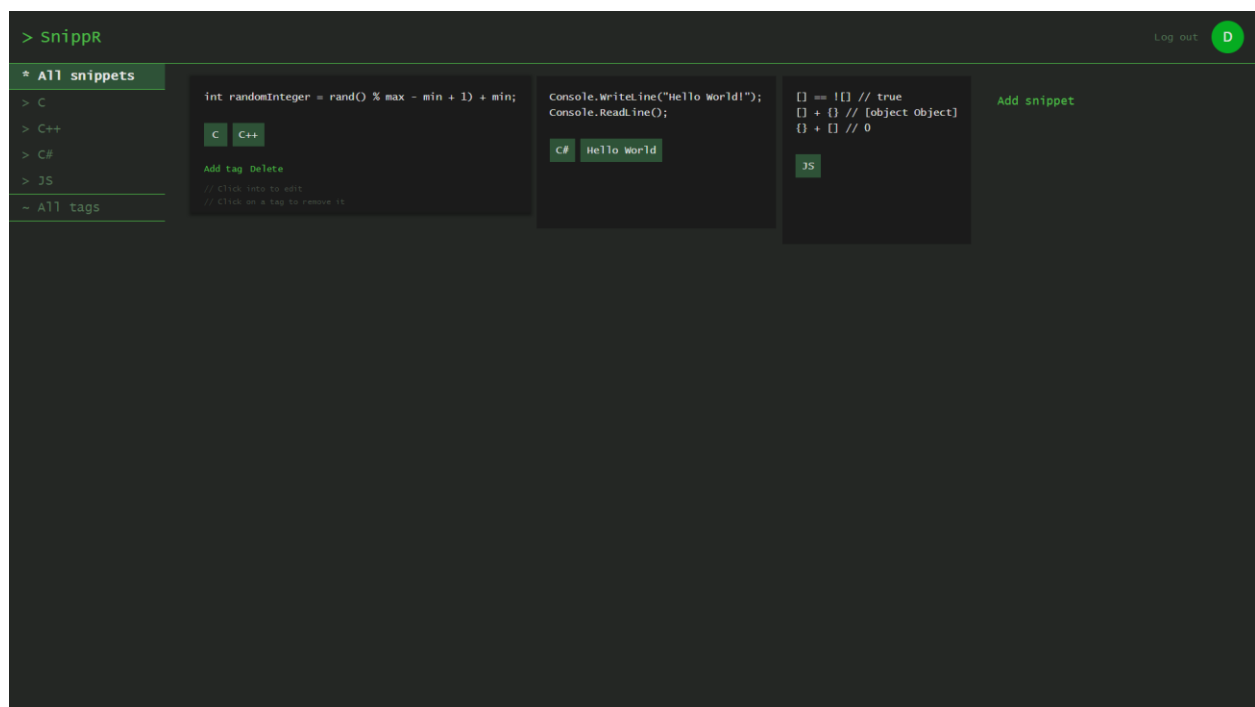 > SnippR
Log out
D
* All snippets
> C
> C++
> C#
> JS
~ All tags
int randomInteger = rand() % max - min + 1) + min;
C C++
Add tag Delete
// Click into to edit
// Click on a tag to remove it
Console.WriteLine("Hello World!");
Console.ReadLine();
C# Hello World
[] == ![] // true
[] + {} // [object Object]
{} + [] // 0
JS
Add snippet